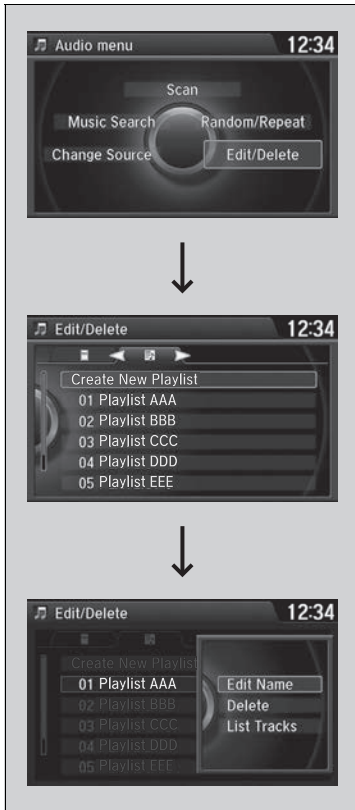 Audio menu 12:34
Scan
Music Search Random/Repeat
Change Source Edit/Delete
Edit/Delete 12:34
Create New Playlist
01 Playlist AAA
02 Playlist BBB
03 Playlist CCC
04 Playlist DDD
05 Playlist EEE
Edit/Delete 12:34
Create New Playlist
01 Playlist AAA Edit Name
02 Playlist BBB Delete
03 Playlist CCC List Tracks
04 Playlist DDD
05 Playlist EEE